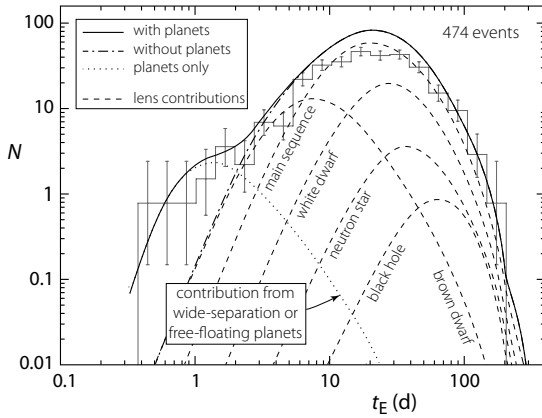 with planets
without planets
planets only
lens contributions
474 events
100
10
1
0.1
0.01
N
main sequence
white dwarf
neutron star
black hole
brown dwarf
contribution from
wide-separation or
free-floating planets
0.1
1
10
100
tE (d)